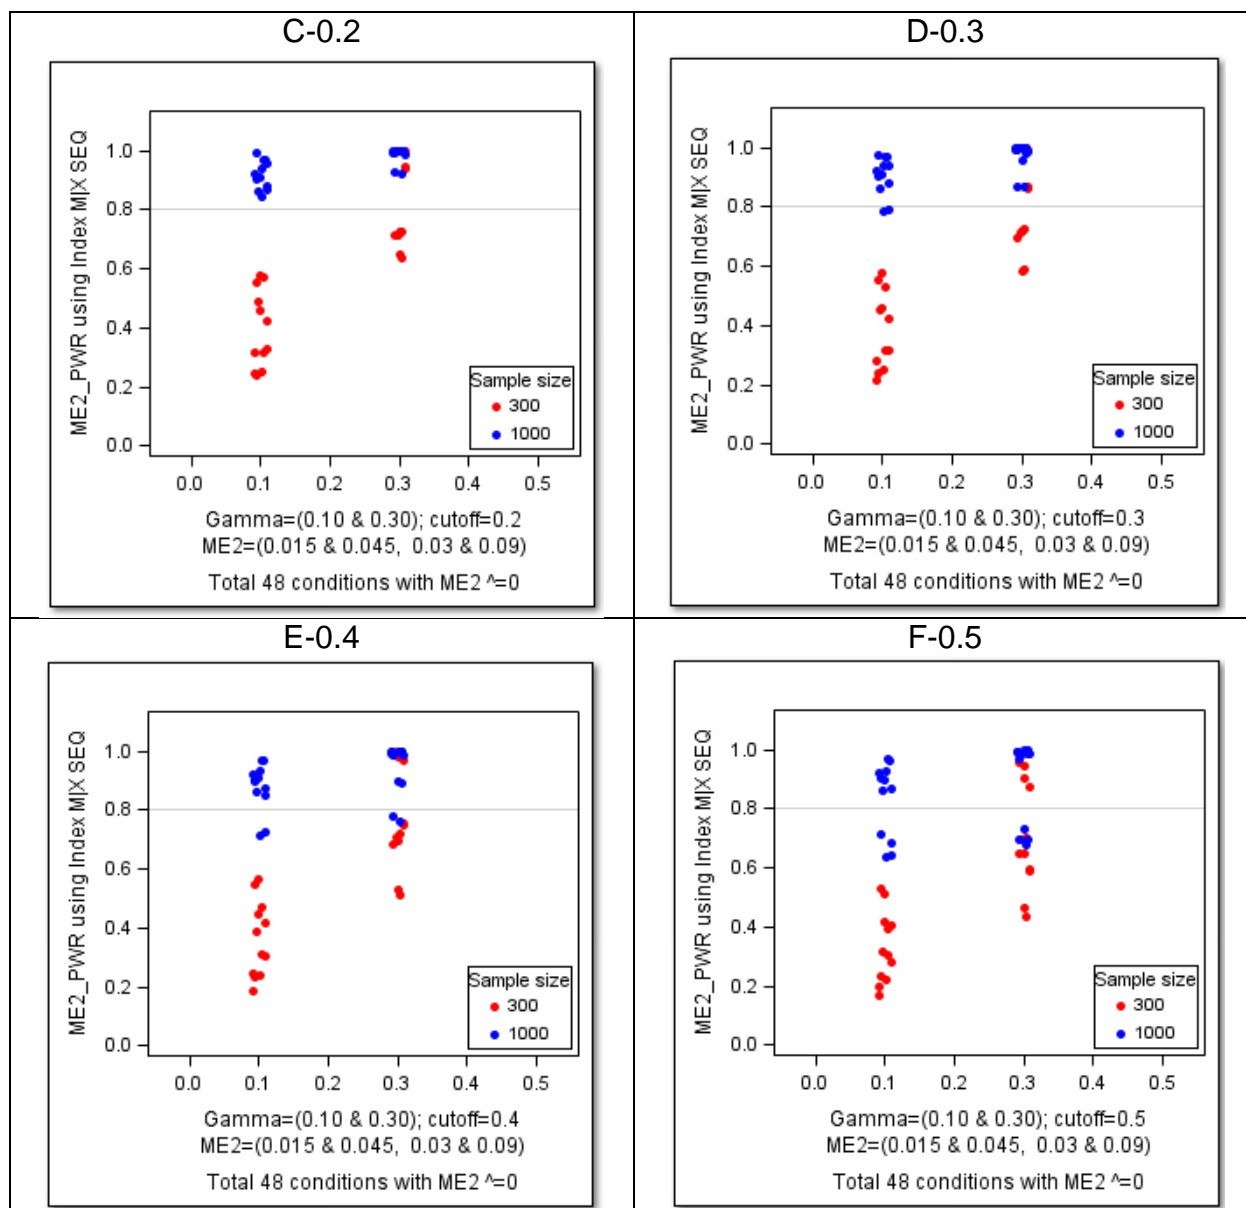 C-0.2
ME2_PWR using Index M|X SEQ
1.0
0.8
0.6
0.4
0.2
0.0
Sample size
300
1000
0.0 0.1 0.2 0.3 0.4 0.5
Gamma=(0.10 & 0.30); cutoff=0.2
ME2=(0.015 & 0.045, 0.03 & 0.09)
Total 48 conditions with ME2 ^=0
D-0.3
ME2_PWR using Index M|X SEQ
1.0
0.8
0.6
0.4
0.2
0.0
Sample size
300
1000
0.0 0.1 0.2 0.3 0.4 0.5
Gamma=(0.10 & 0.30); cutoff=0.3
ME2=(0.015 & 0.045, 0.03 & 0.09)
Total 48 conditions with ME2 ^=0
E-0.4
ME2_PWR using Index M|X SEQ
1.0
0.8
0.6
0.4
0.2
0.0
Sample size
300
1000
0.0 0.1 0.2 0.3 0.4 0.5
Gamma=(0.10 & 0.30); cutoff=0.4
ME2=(0.015 & 0.045, 0.03 & 0.09)
Total 48 conditions with ME2 ^=0
F-0.5
ME2_PWR using Index M|X SEQ
1.0
0.8
0.6
0.4
0.2
0.0
Sample size
300
1000
0.0 0.1 0.2 0.3 0.4 0.5
Gamma=(0.10 & 0.30); cutoff=0.5
ME2=(0.015 & 0.045, 0.03 & 0.09)
Total 48 conditions with ME2 ^=0